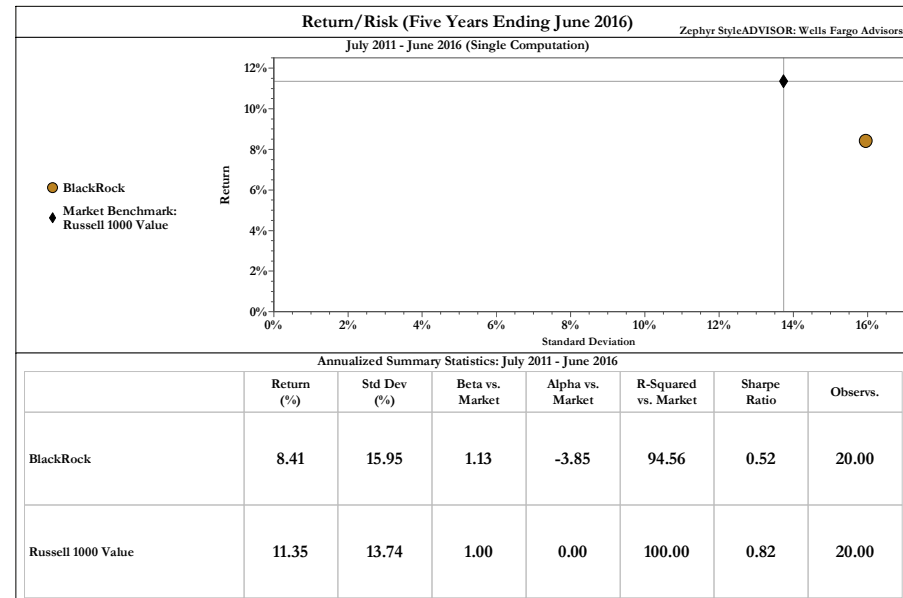 Return/Risk (Five Years Ending June 2016)
Zephyr StyleADVISOR: Wells Fargo Advisors
July 2011 - June 2016 (Single Computation)
BlackRock
Market Benchmark:
Russell 1000 Value
Return
12%
10%
8%
6%
4%
2%
0%
0% 2% 4% 6% 8% 10% 12% 14% 16%
Standard Deviation
Annualized Summary Statistics: July 2011 - June 2016
Return (%) Std Dev (%) Beta vs. Market Alpha vs. Market R-Squared vs. Market Sharpe Ratio Observs.
BlackRock 8.41 15.95 1.13 -3.85 94.56 0.52 20.00
Russell 1000 Value 11.35 13.74 1.00 0.00 100.00 0.82 20.00